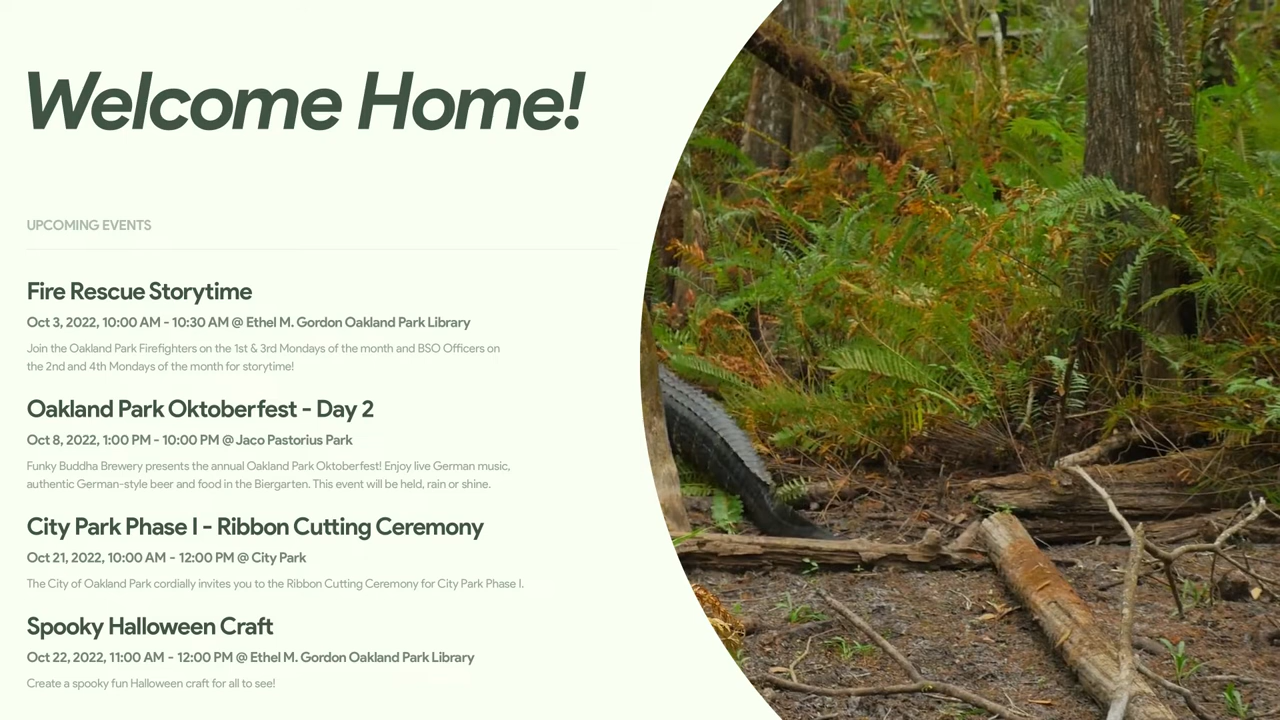 Welcome Home!
UPCOMING EVENTS
Fire Rescue Storytime
Oct 3, 2022, 10:00 AM - 10:30 AM @ Ethel M. Gordon Oakland Park Library
Join the Oakland Park Firefighters on the 1st & 3rd Mondays of the month and BSO Officers on
the 2nd and 4th Mondays of the month for storytime!
Oakland Park Oktoberfest - Day 2
Oct 8, 2022, 1:00 PM - 10:00 PM @ Jaco Pastorius Park
Funky Buddha Brewery presents the annual Oakland Park Oktoberfest! Enjoy live German music,
authentic German-style beer and food in the Biergarten. This event will be held, rain or shine.
City Park Phase I - Ribbon Cutting Ceremony
Oct 21, 2022, 10:00 AM - 12:00 PM @ City Park
The City of Oakland Park cordially invites you to the Ribbon Cutting Ceremony for City Park Phase I.
Spooky Halloween Craft
Oct 22, 2022, 11:00 AM - 12:00 PM @ Ethel M. Gordon Oakland Park Library
Create a spooky fun Halloween craft for all to see!